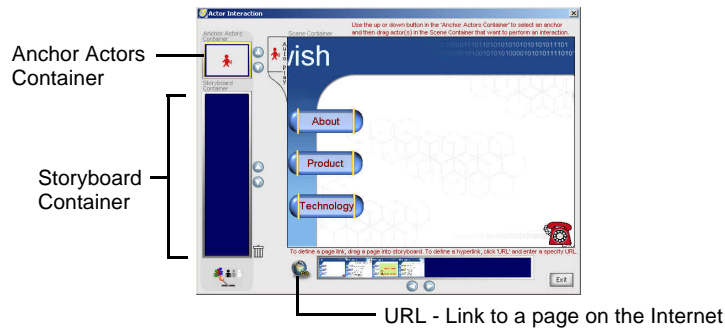 Actor Interaction
Use the up or down button in the 'Anchor Actors Container' to select an anchor
and then drag actor(s) in the Scene Container that want to perform an interaction.
Anchor Actors
Container
Scene Container
Auto Play
vish
Anchor Actors
Container
Storyboard
Container
About
Product
Technology
Storyboard
Container
To define a page link, drag a page into storyboard. To define a hyperlink, click 'URL' and enter a specify URL.
Exit
URL - Link to a page on the Internet